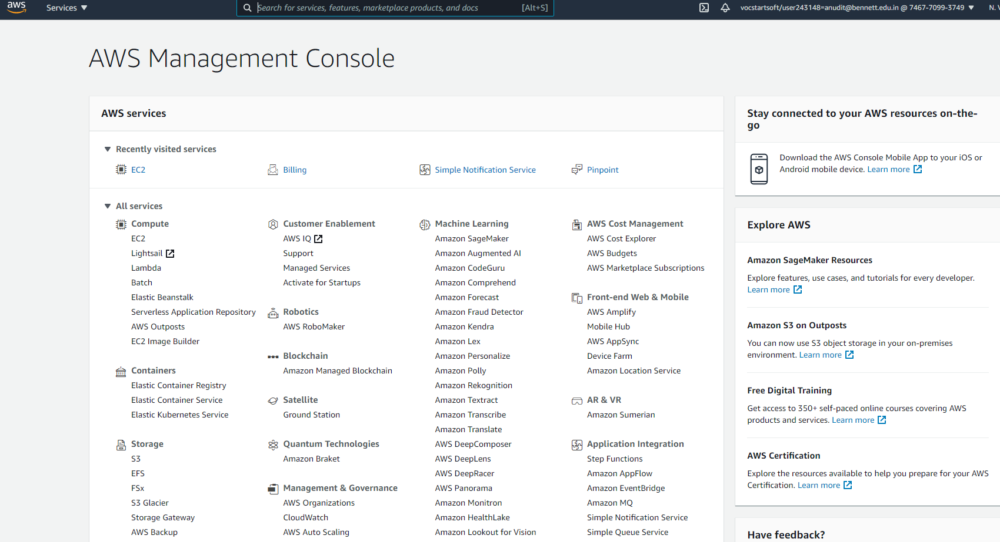 aws
Services
Search for services, features, marketplace products, and docs
[Alt+S]
vocstartsoft/user243148=anudit@bennett.edu.in @ 7467-7099-3749
N. V
AWS Management Console
AWS services
Recently visited services
EC2
Billing
Simple Notification Service
Pinpoint
All services
Compute
EC2
Lightsail
Lambda
Batch
Elastic Beanstalk
Serverless Application Repository
AWS Outposts
EC2 Image Builder
Containers
Elastic Container Registry
Elastic Container Service
Elastic Kubernetes Service
Storage
S3
EFS
FSx
S3 Glacier
Storage Gateway
AWS Backup
Customer Enablement
AWS IQ
Support
Managed Services
Activate for Startups
Robotics
AWS RoboMaker
Blockchain
Amazon Managed Blockchain
Satellite
Ground Station
Quantum Technologies
Amazon Braket
Management & Governance
AWS Organizations
CloudWatch
AWS Auto Scaling
Machine Learning
Amazon SageMaker
Amazon Augmented AI
Amazon CodeGuru
Amazon Comprehend
Amazon Forecast
Amazon Fraud Detector
Amazon Kendra
Amazon Lex
Amazon Personalize
Amazon Polly
Amazon Rekognition
Amazon Textract
Amazon Transcribe
Amazon Translate
AWS DeepComposer
AWS DeepLens
AWS DeepRacer
AWS Panorama
Amazon Monitron
Amazon HealthLake
Amazon Lookout for Vision
AWS Cost Management
AWS Cost Explorer
AWS Budgets
AWS Marketplace Subscriptions
Front-end Web & Mobile
AWS Amplify
Mobile Hub
AWS AppSync
Device Farm
Amazon Location Service
AR & VR
Amazon Sumerian
Application Integration
Step Functions
Amazon AppFlow
Amazon EventBridge
Amazon MQ
Simple Notification Service
Simple Queue Service
Stay connected to your AWS resources on-the-
go
Download the AWS Console Mobile App to your iOS or
Android mobile device. Learn more
Explore AWS
Amazon SageMaker Resources
Explore features, use cases, and tutorials for every developer.
Learn more
Amazon S3 on Outposts
You can now use S3 object storage in your on-premises
environment. Learn more
Free Digital Training
Get access to 350+ self-paced online courses covering AWS
products and services. Learn more
AWS Certification
Explore the resources available to help you prepare for your AWS
Certification. Learn more
Have feedback?